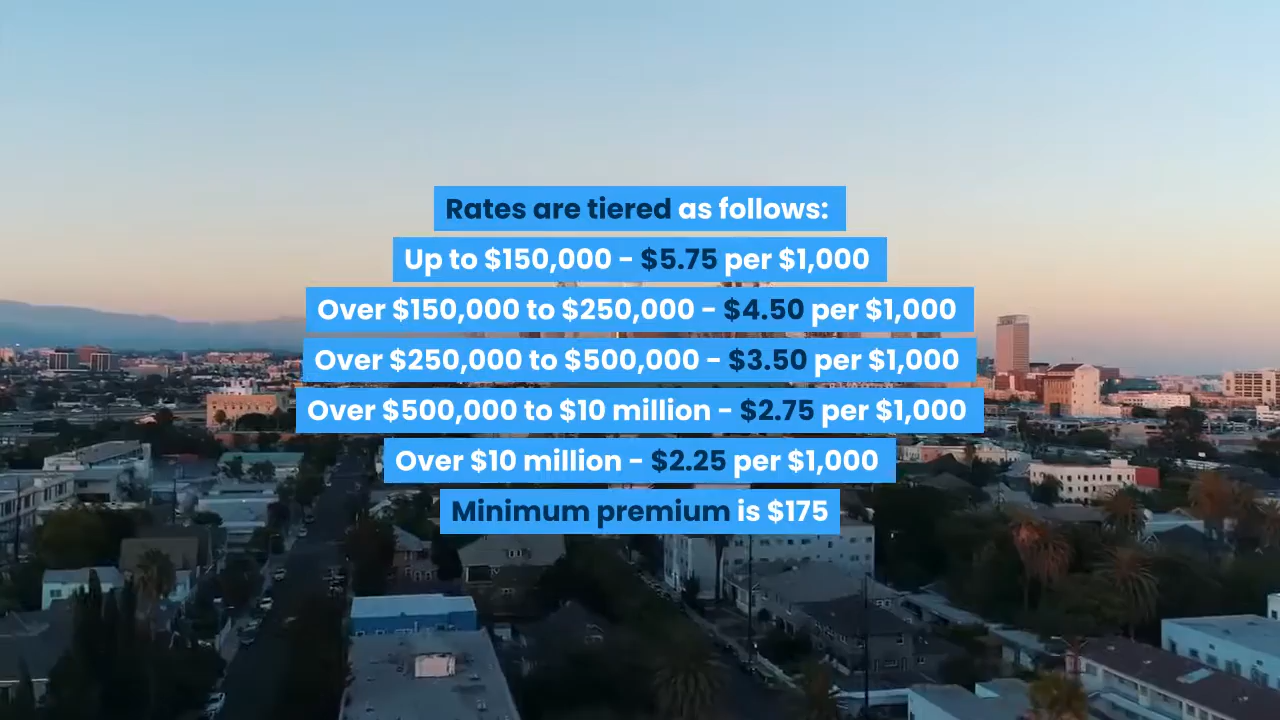 Rates are tiered as follows:
Up to $150,000 - $5.75 per $1,000
Over $150,000 to $250,000 - $4.50 per $1,000
Over $250,000 to $500,000 - $3.50 per $1,000
Over $500,000 to $10 million - $2.75 per $1,000
Over $10 million - $2.25 per $1,000
Minimum premium is $175